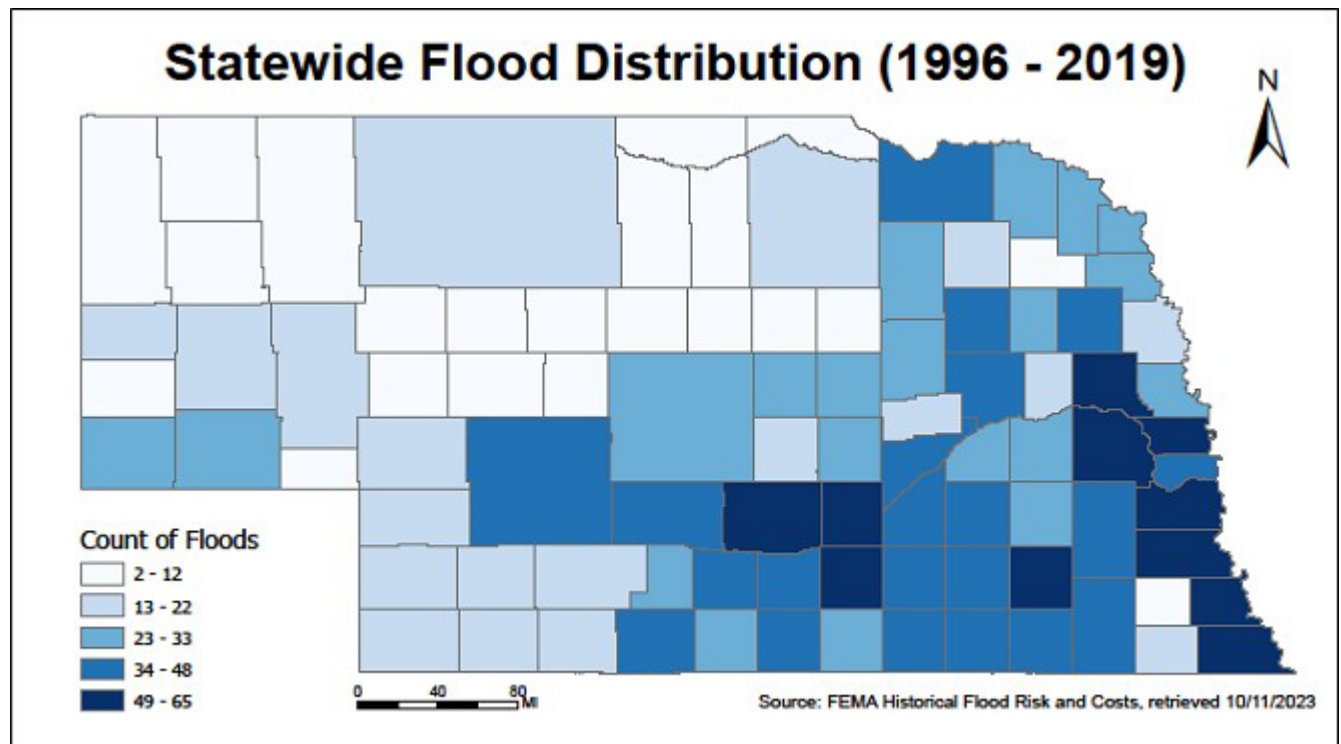 Statewide Flood Distribution (1996 - 2019)
N
Count of Floods
2 - 12
13 - 22
23 - 33
34 - 48
49 - 65
0 40 80
MI
Source: FEMA Historical Flood Risk and Costs, retrieved 10/11/2023